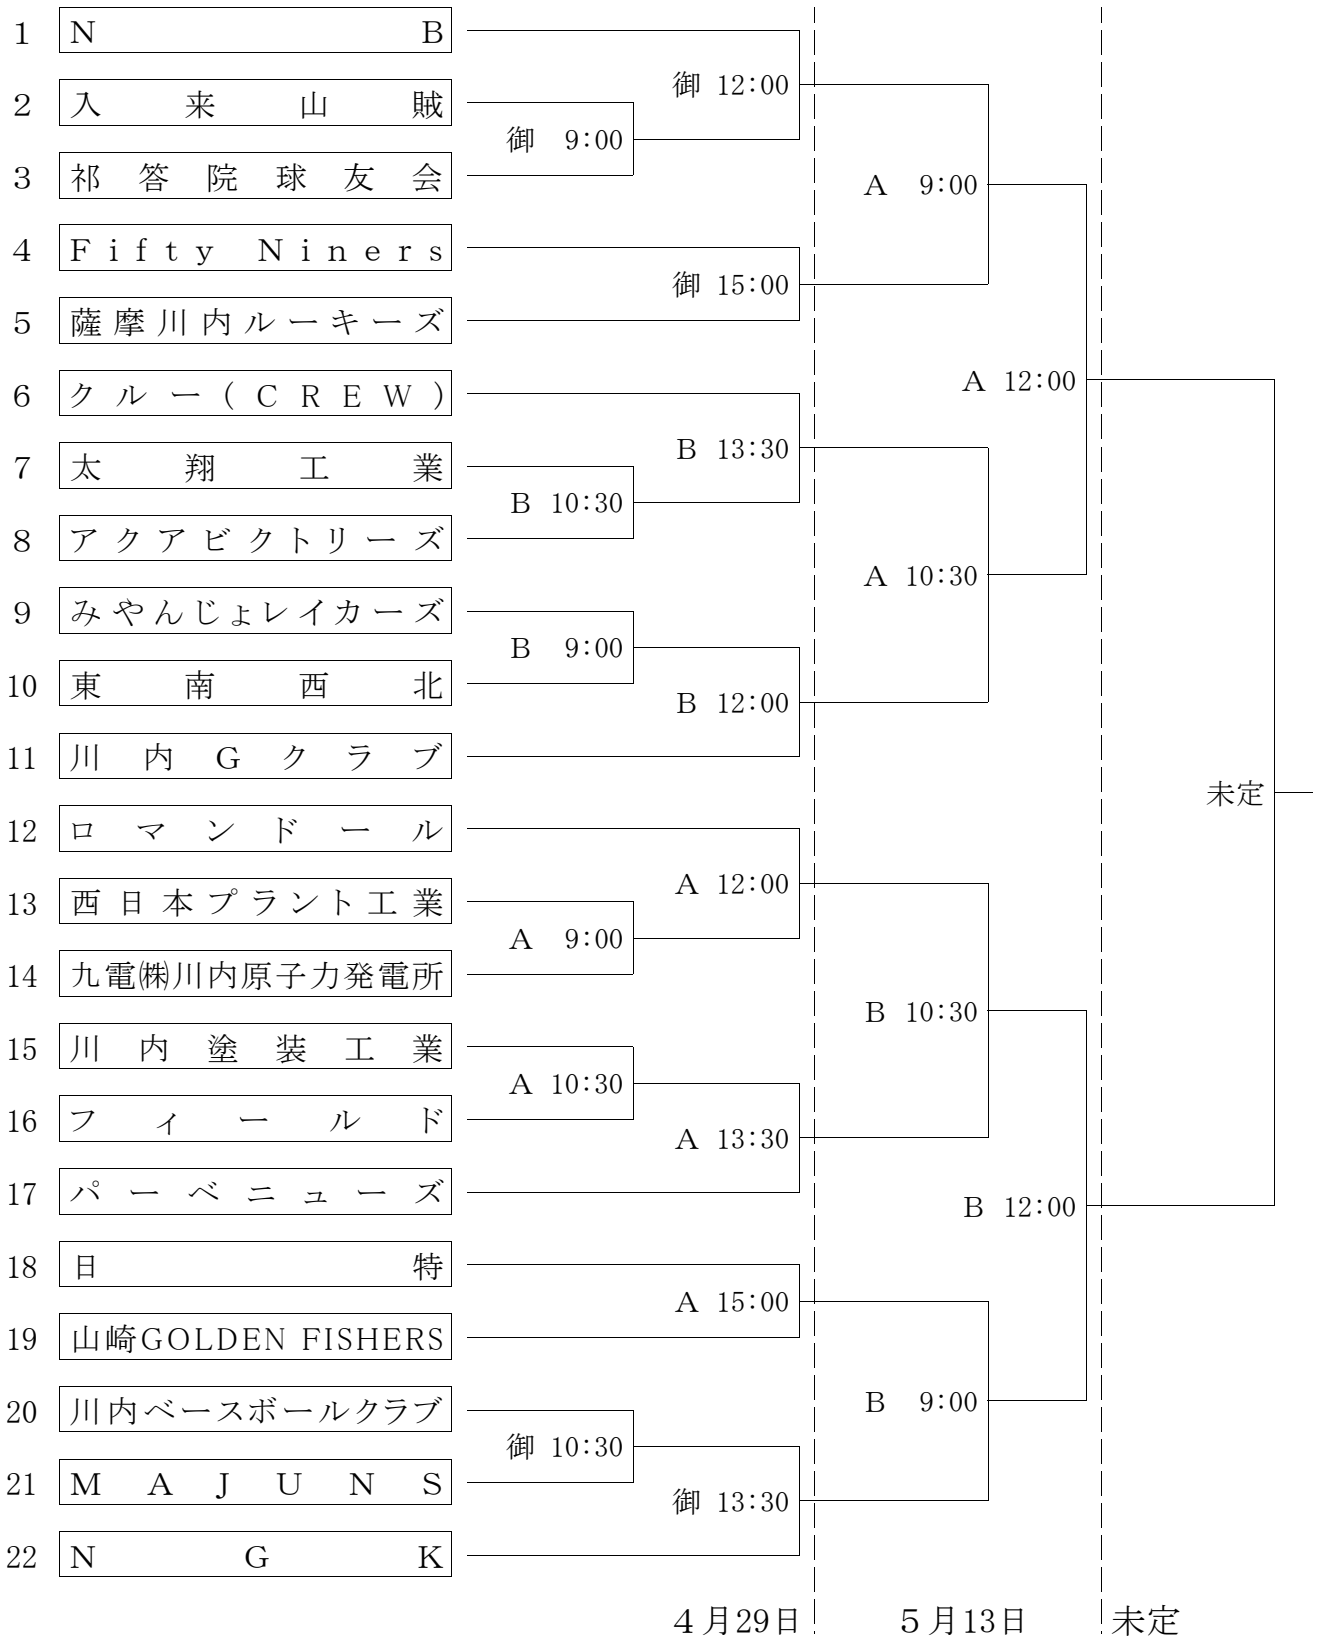 1 N B
御 12:00
2 入来山賊
御 9:00
3 祁答院球友会
A 9:00
4 Fifty Niners
御 15:00
5 薩摩川内ルーキーズ
A 12:00
6 クルー(CREW)
B 13:30
7 太翔工業
B 10:30
8 アクアビクトリーズ
A 10:30
9 みやんじょレイカーズ
B 9:00
10 東南西北
B 12:00
11 川内Gクラブ
未定
12 ロマンドール
A 12:00
13 西日本プラント工業
A 9:00
14 九電㈱川内原子力発電所
B 10:30
15 川内塗装工業
A 10:30
16 フィールド
A 13:30
17 パーベニューズ
B 12:00
18 日特
A 15:00
19 山崎GOLDEN FISHERS
B 9:00
20 川内ベースボールクラブ
御 10:30
21 MAJUNS
御 13:30
22 NGK
4月29日 5月13日 未定